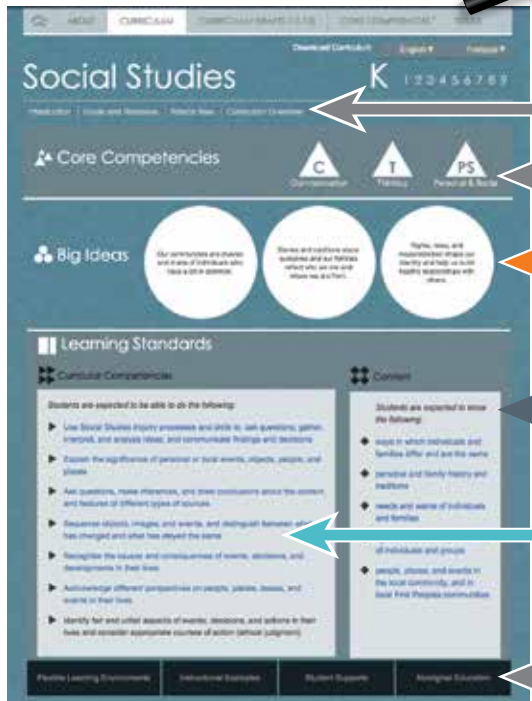 ABOUT CURRICULUM
Download Curriculum English Français
Social Studies K 1 2 3 4 5 6 7 8 9
Introduction Goals and Rationale What's New Curriculum Overview
Core Competencies
C T PS
Communication Thinking Personal & Social
Big Ideas
Our communities are diverse
and made of individuals who
have a lot in common.
Stories and traditions about
ourselves and our families
reflect who we are and
where we are from.
Rights, roles, and
responsibilities shape our
identity and help us build
healthy relationships with
others.
Learning Standards
Curricular Competencies
Students are expected to be able to do the following:
Use Social Studies inquiry processes and skills to: ask questions; gather,
interpret, and analyze ideas; and communicate findings and decisions
Explain the significance of personal or local events, objects, people, and
places
Ask questions, make inferences, and draw conclusions about the content
and features of different types of sources
Sequence objects, images, and events, and distinguish between what
has changed and what has stayed the same
Recognize the causes and consequences of events, decisions, and
developments in their lives
Acknowledge different perspectives on people, places, issues, and
events in their lives
Identify fair and unfair aspects of events, decisions, and actions in their
lives and consider appropriate courses of action (ethical judgment)
Content
Students are expected to know
the following:
ways in which individuals and
families differ and are the same
personal and family history and
traditions
needs and wants of individuals
and families
of individuals and groups
people, places, and events in
the local community, and in
local First Peoples communities
Flexible Learning Environments Instructional Examples Student Supports Aboriginal Education